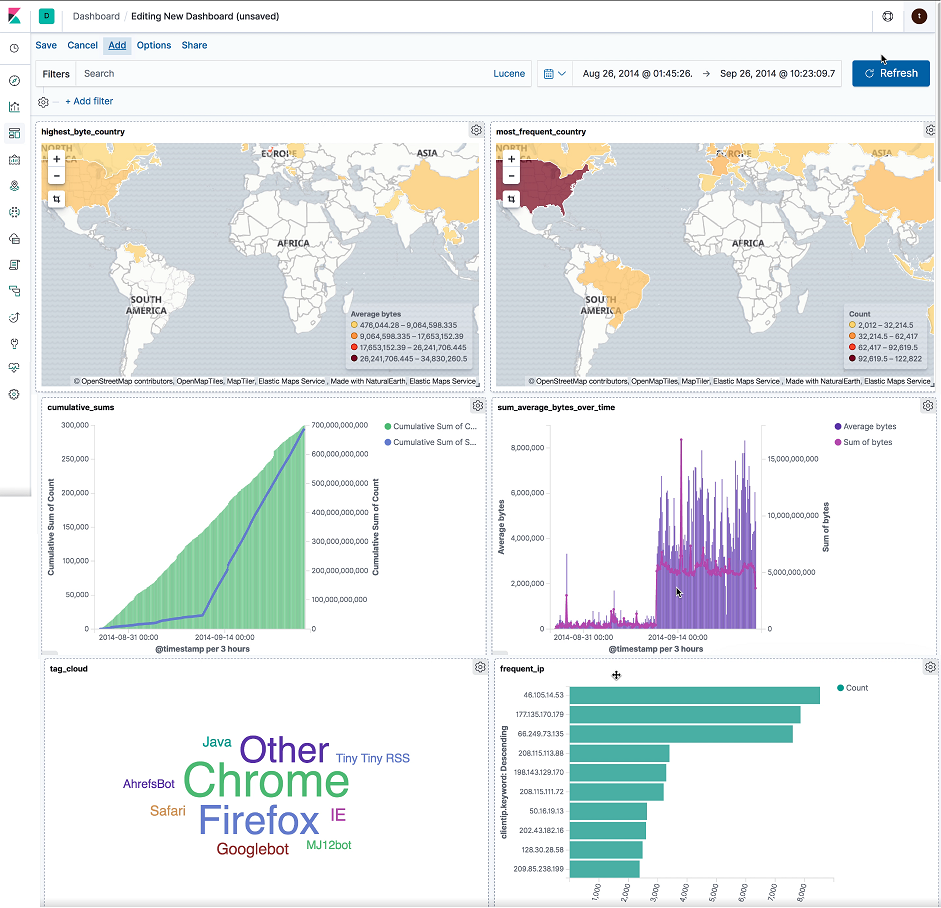 D Dashboard / Editing New Dashboard (unsaved) t
Save Cancel Add Options Share
Filters Search Lucene Aug 26, 2014 @ 01:45:26. → Sep 26, 2014 @ 10:23:09.7 Refresh
+ Add filter
highest_byte_country
NORTH
AMERICA
EUROPE
ASIA
AFRICA
SOUTH
AMERICA
+
−
Average bytes
476,044.28 – 9,064,598.335
9,064,598.335 – 17,653,152.39
17,653,152.39 – 26,241,706.445
26,241,706.445 – 34,830,260.5
© OpenStreetMap contributors, OpenMapTiles, MapTiler, Elastic Maps Service , Made with NaturalEarth, Elastic Maps Service
most_frequent_country
NORTH
AMERICA
EUROPE
ASIA
AFRICA
SOUTH
AMERICA
+
−
Count
2,012 – 32,214.5
32,214.5 – 62,417
62,417 – 92,619.5
92,619.5 – 122,822
© OpenStreetMap contributors, OpenMapTiles, MapTiler, Elastic Maps Service , Made with NaturalEarth, Elastic Maps Service
cumulative_sums
Cumulative Sum of C...
Cumulative Sum of S...
Cumulative Sum of Count
300,000
250,000
200,000
150,000
100,000
50,000
0
700,000,000,000
600,000,000,000
500,000,000,000
400,000,000,000
300,000,000,000
200,000,000,000
100,000,000,000
0
Cumulative Sum of Count
2014-08-31 00:00 2014-09-14 00:00
@timestamp per 3 hours
sum_average_bytes_over_time
Average bytes
Sum of bytes
Average bytes
8,000,000
6,000,000
4,000,000
2,000,000
0
15,000,000,000
10,000,000,000
5,000,000,000
0
Sum of bytes
2014-08-31 00:00 2014-09-14 00:00
@timestamp per 3 hours
tag_cloud
Java Other Tiny Tiny RSS
AhrefsBot Chrome
Safari Firefox IE
Googlebot MJ12bot
frequent_ip
Count
clientip.keyword: Descending
46.105.14.53
177.135.170.179
66.249.73.135
208.115.113.88
198.143.129.170
208.115.111.72
50.16.19.13
202.43.182.16
128.30.28.58
209.85.238.199
1,000 2,000 3,000 4,000 5,000 6,000 7,000 8,000